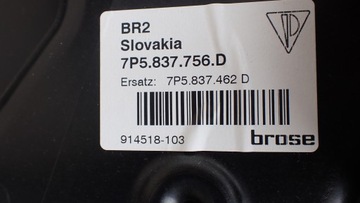 BR2
Slovakia
7P5.837.756.D
Ersatz: 7P5.837.462 D
914518-103
brose